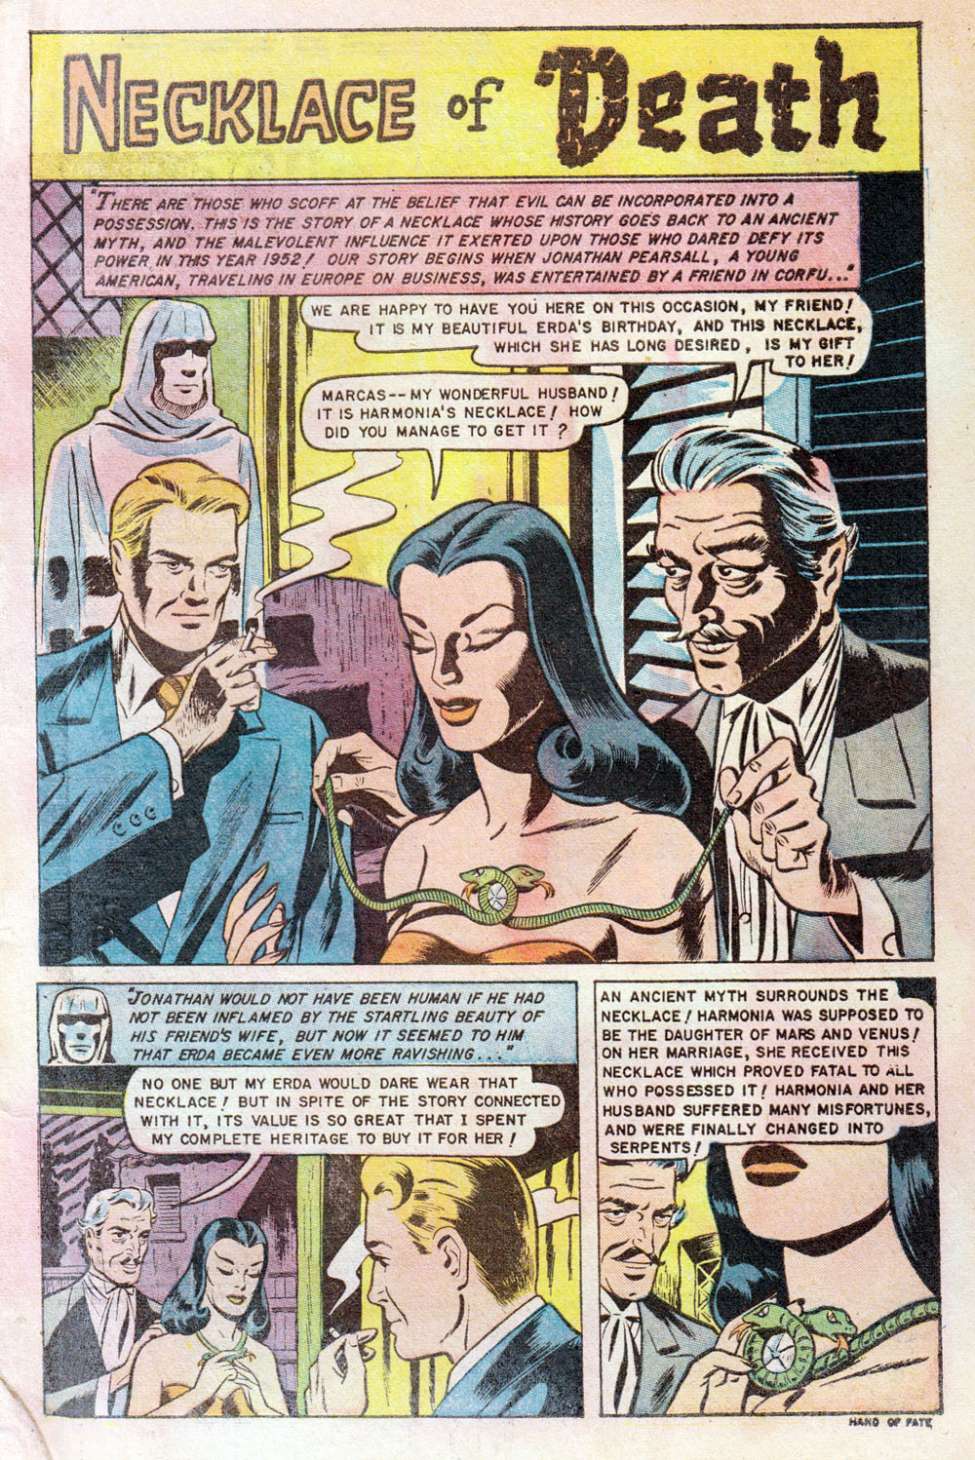 NECKLACE OF Death
"THERE ARE THOSE WHO SCOFF AT THE BELIEF THAT EVIL CAN BE INCORPORATED INTO A
POSSESSION. THIS IS THE STORY OF A NECKLACE WHOSE HISTORY GOES BACK TO AN ANCIENT
MYTH, AND THE MALEVOLENT INFLUENCE IT EXERTED UPON THOSE WHO DARED DEFY ITS
POWER IN THIS YEAR 1952! OUR STORY BEGINS WHEN JONATHAN PEARSALL, A YOUNG
AMERICAN, TRAVELING IN EUROPE ON BUSINESS, WAS ENTERTAINED BY A FRIEND IN CORFU..."
WE ARE HAPPY TO HAVE YOU HERE ON THIS OCCASION, MY FRIEND!
IT IS MY BEAUTIFUL ERDA'S BIRTHDAY, AND THIS NECKLACE,
WHICH SHE HAS LONG DESIRED, IS MY GIFT
TO HER!
MARCAS--MY WONDERFUL HUSBAND!
IT IS HARMONIA'S NECKLACE! HOW
DID YOU MANAGE TO GET IT?
"JONATHAN WOULD NOT HAVE BEEN HUMAN IF HE HAD
NOT BEEN INFLAMED BY THE STARTLING BEAUTY OF
HIS FRIEND'S WIFE, BUT NOW IT SEEMED TO HIM
THAT ERDA BECAME EVEN MORE RAVISHING..."
NO ONE BUT MY ERDA WOULD DARE WEAR THAT
NECKLACE! BUT IN SPITE OF THE STORY CONNECTED
WITH IT, ITS VALUE IS SO GREAT THAT I SPENT
MY COMPLETE HERITAGE TO BUY IT FOR HER!
AN ANCIENT MYTH SURROUNDS THE
NECKLACE! HARMONIA WAS SUPPOSED TO
BE THE DAUGHTER OF MARS AND VENUS!
ON HER MARRIAGE, SHE RECEIVED THIS
NECKLACE WHICH PROVED FATAL TO ALL
WHO POSSESSED IT! HARMONIA AND HER
HUSBAND SUFFERED MANY MISFORTUNES,
AND WERE FINALLY CHANGED INTO
SERPENTS!
HAND OF FATE